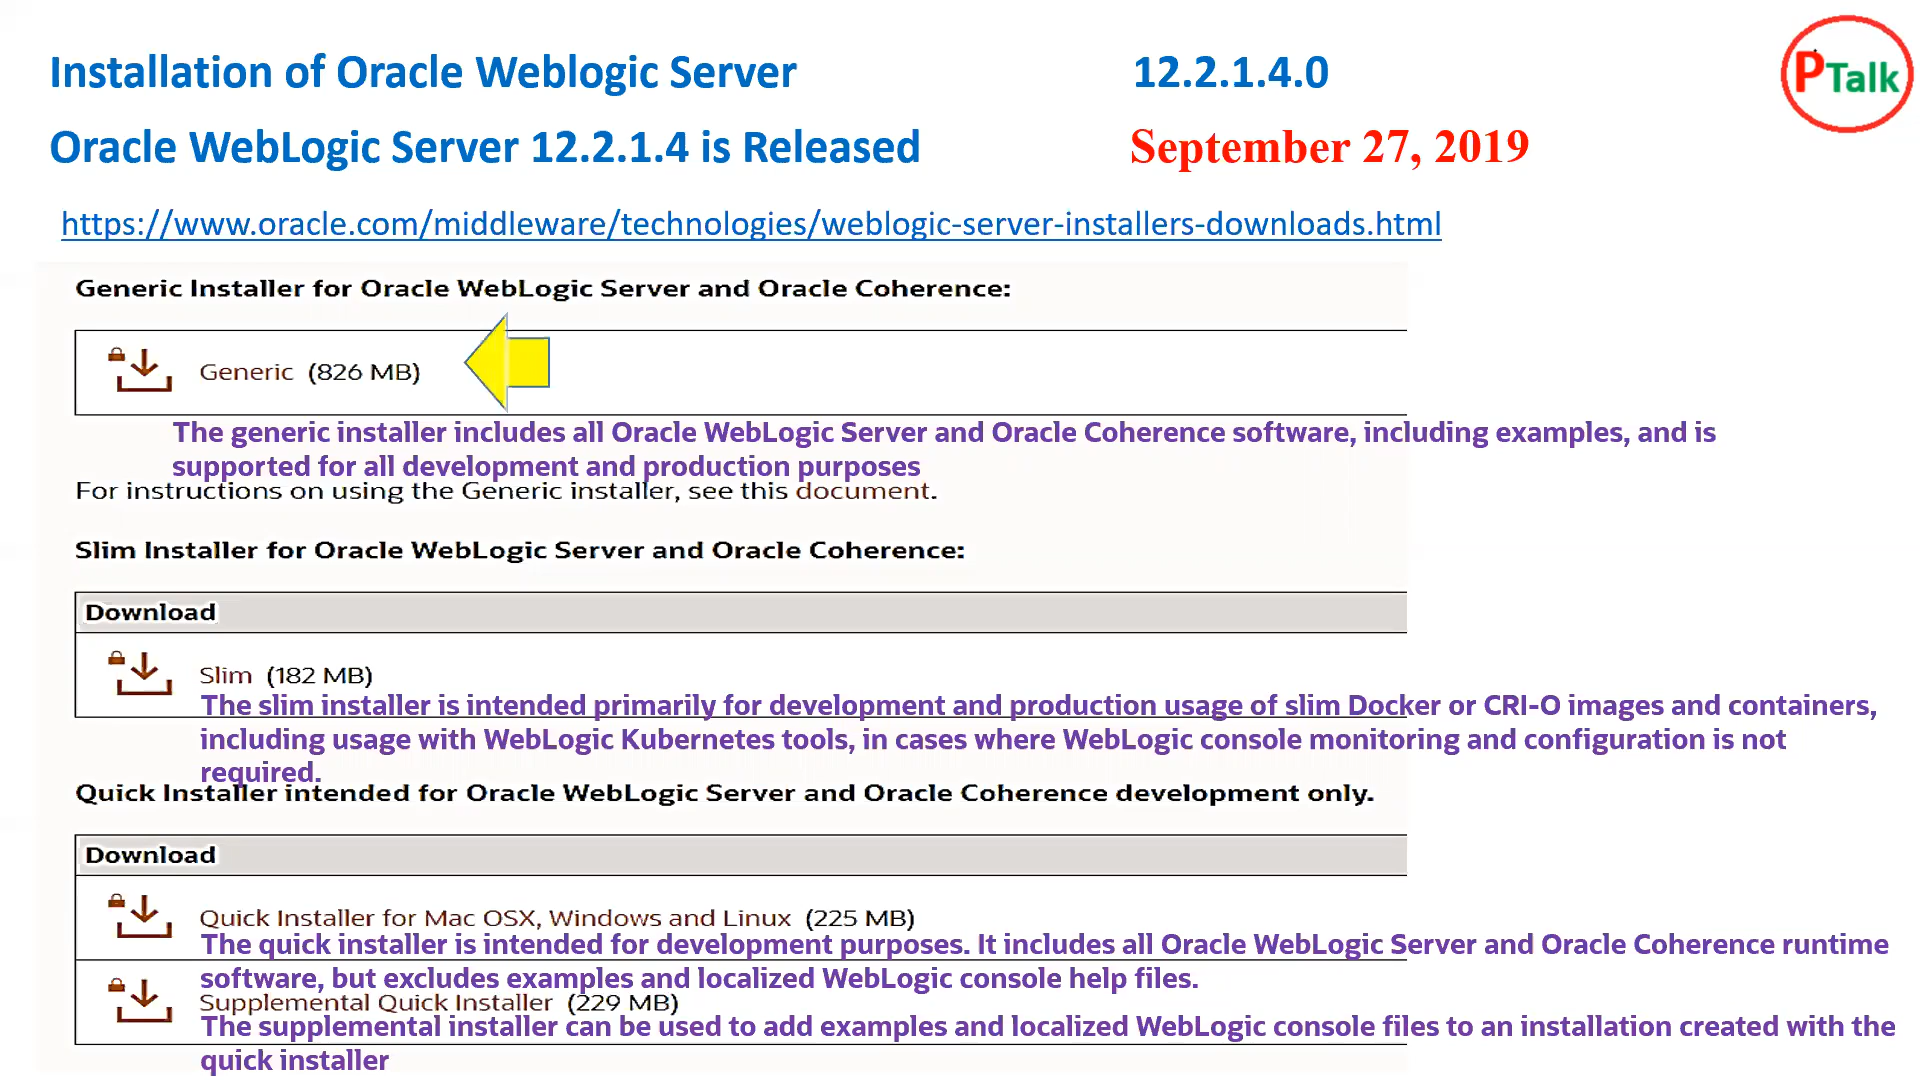 Installation of Oracle Weblogic Server 12.2.1.4.0
PTalk
Oracle WebLogic Server 12.2.1.4 is Released September 27, 2019
https://www.oracle.com/middleware/technologies/weblogic-server-installers-downloads.html
Generic Installer for Oracle WebLogic Server and Oracle Coherence:
Generic (826 MB)
The generic installer includes all Oracle WebLogic Server and Oracle Coherence software, including examples, and is
supported for all development and production purposes
For instructions on using the Generic installer, see this document.
Slim Installer for Oracle WebLogic Server and Oracle Coherence:
Download
Slim (182 MB)
The slim installer is intended primarily for development and production usage of slim Docker or CRI-O images and containers,
including usage with WebLogic Kubernetes tools, in cases where WebLogic console monitoring and configuration is not
required.
Quick Installer intended for Oracle WebLogic Server and Oracle Coherence development only.
Download
Quick Installer for Mac OSX, Windows and Linux (225 MB)
The quick installer is intended for development purposes. It includes all Oracle WebLogic Server and Oracle Coherence runtime
software, but excludes examples and localized WebLogic console help files.
Supplemental Quick Installer (229 MB)
The supplemental installer can be used to add examples and localized WebLogic console files to an installation created with the
quick installer